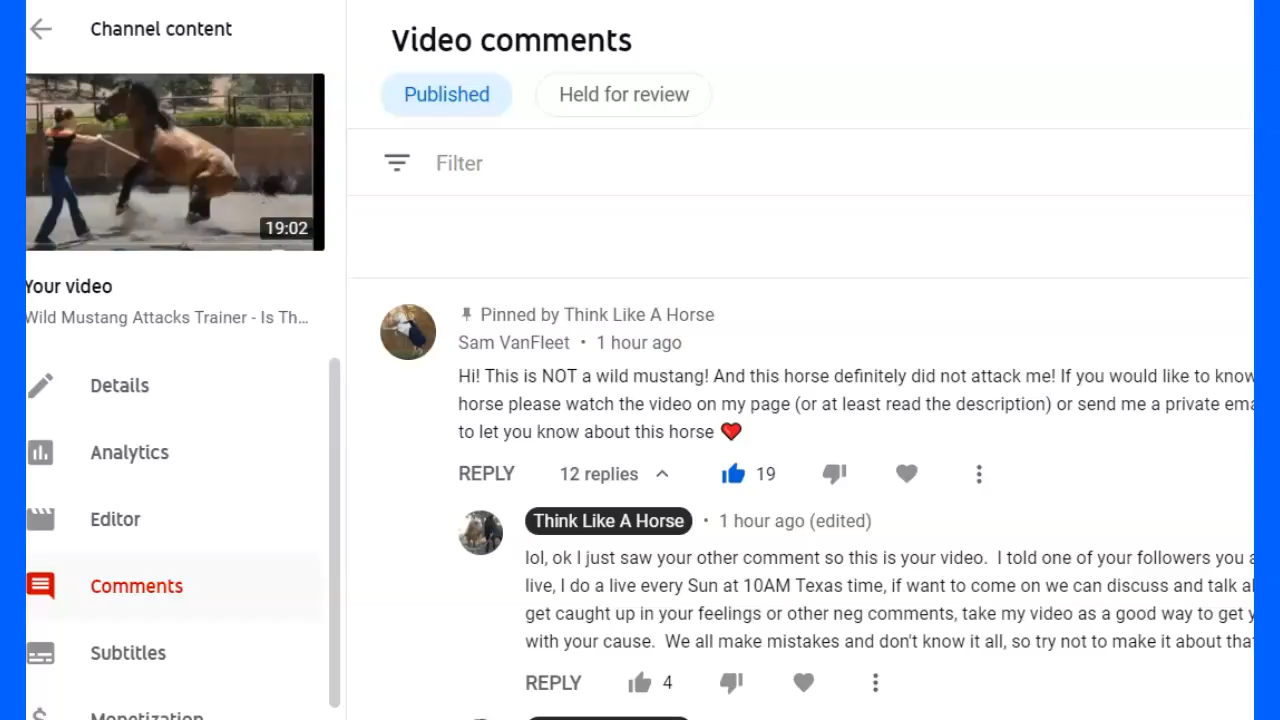 Channel content
19:02
Your video
Wild Mustang Attacks Trainer - Is Th...
Details
Analytics
Editor
Comments
Subtitles
Monetization
Video comments
Published
Held for review
Filter
Pinned by Think Like A Horse
Sam VanFleet • 1 hour ago
Hi! This is NOT a wild mustang! And this horse definitely did not attack me! If you would like to know
horse please watch the video on my page (or at least read the description) or send me a private ema
to let you know about this horse ❤️
REPLY 12 replies 19
Think Like A Horse • 1 hour ago (edited)
lol, ok I just saw your other comment so this is your video. I told one of your followers you a
live, I do a live every Sun at 10AM Texas time, if want to come on we can discuss and talk a
get caught up in your feelings or other neg comments, take my video as a good way to get y
with your cause. We all make mistakes and don't know it all, so try not to make it about tha
REPLY 4